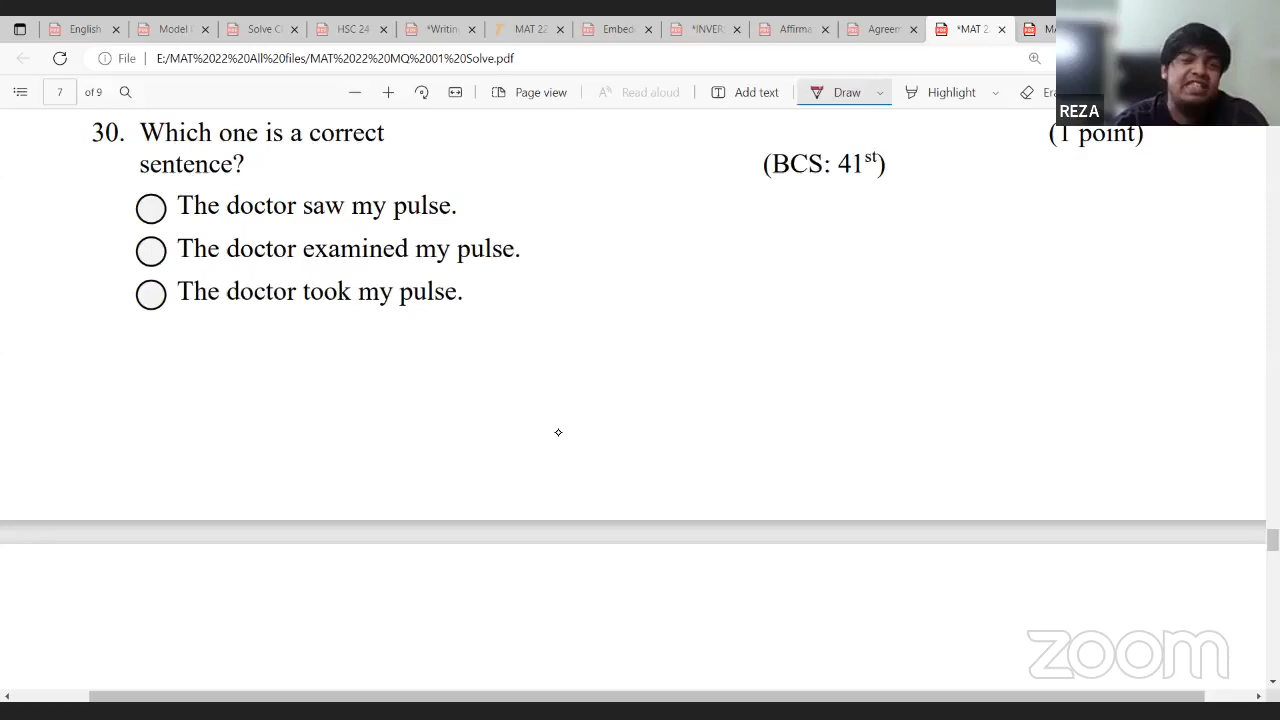 English
Model
Solve C
HSC 24
*Writin
MAT 22
Embed
*INVER
Affirma
Agreem
*MAT 2
File
E:/MAT%2022%20All%20files/MAT%2022%20MQ%2001%20Solve.pdf
7 of 9
Page view
Read aloud
Add text
Draw
Highlight
REZA
30. Which one is a correct (1 point)
sentence? (BCS: 41st)
The doctor saw my pulse.
The doctor examined my pulse.
The doctor took my pulse.
zoom